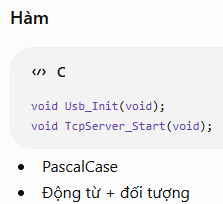 Hàm
</> C
void Usb_Init(void);
void TcpServer_Start(void);
• PascalCase
• Động từ + đối tượng